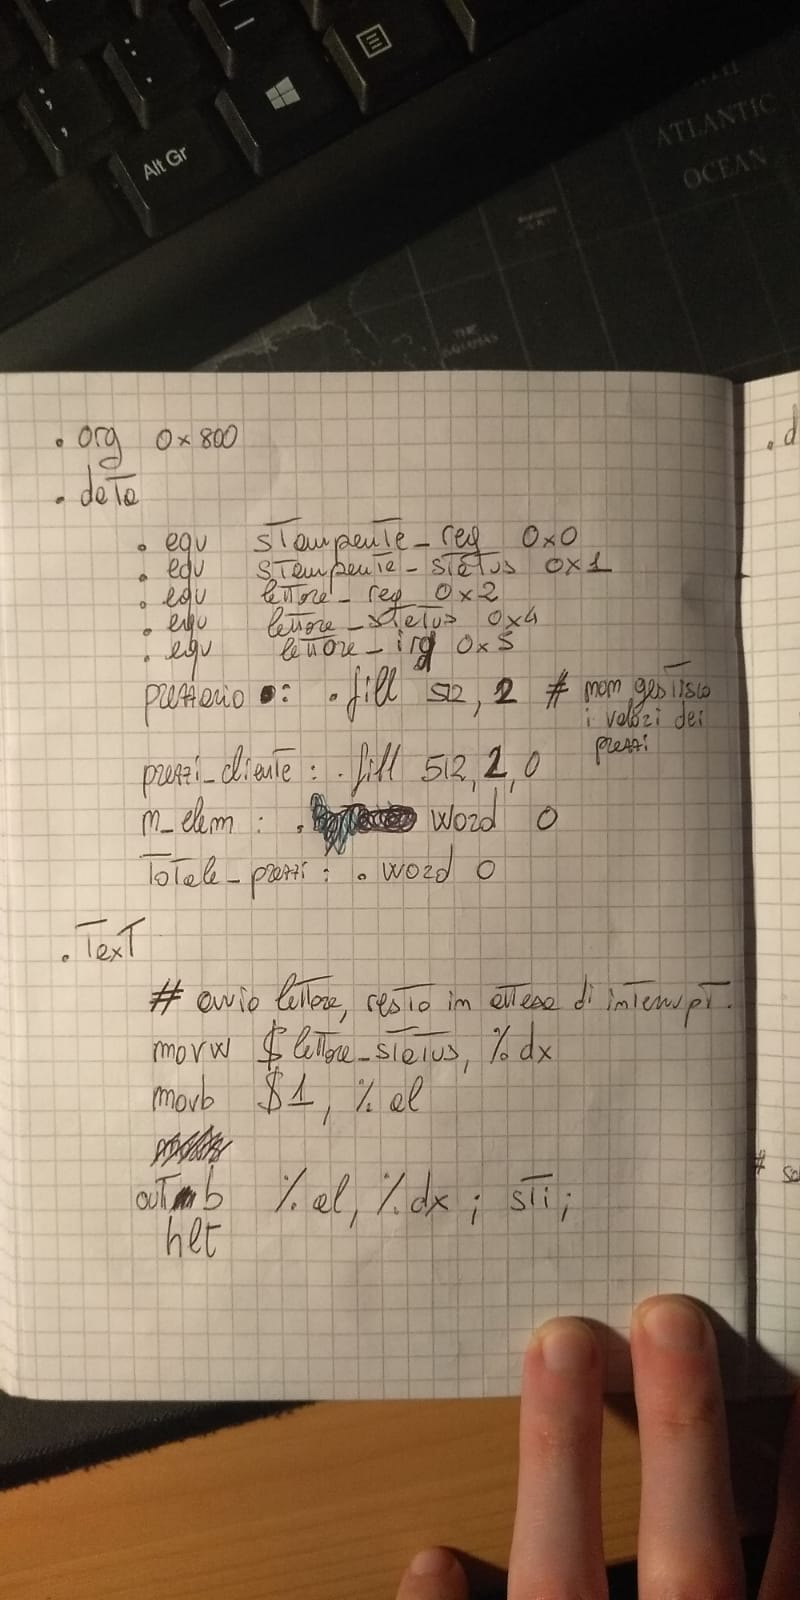 Alt Gr
ATLANTIC
OCEAN
THE
.org 0x800
.data
.equ stampante_reg 0x0
.equ stampante_status 0x1
.equ lettore_reg 0x2
.equ lettore_status 0x4
.equ lettore_irq 0x5
prezzario : .fill 512, 2 # non gestisco
i valori dei
prezzi
prezzi_cliente : .fill 512, 2, 0
n_elem : . word 0
Totale_prezzi : . word 0
.Text
# avvio lettore, resto in attesa di interrupt.
movw $lettore_status, %dx
movb $1, %al
outb %al, %dx ; sti ;
hlt
.d
#